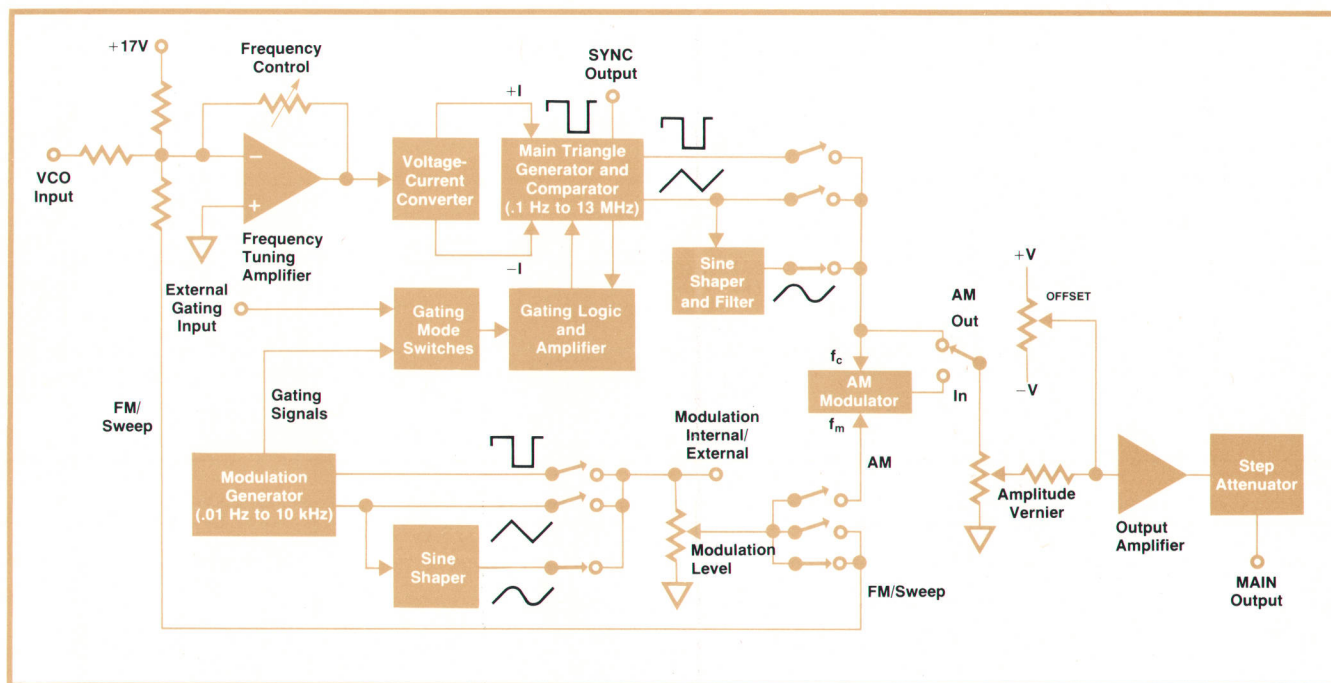 +17V
Frequency
Control
VCO
Input
Frequency
Tuning
Amplifier
Voltage-
Current
Converter
+I
−I
SYNC
Output
Main Triangle
Generator and
Comparator
(.1 Hz to 13 MHz)
Sine
Shaper
and Filter
External
Gating
Input
Gating
Mode
Switches
Gating Logic
and
Amplifier
Gating
Signals
FM/
Sweep
Modulation
Generator
(.01 Hz to 10 kHz)
Sine
Shaper
Modulation
Internal/
External
Modulation
Level
AM
FM/Sweep
fc
AM
Modulator
fm
AM
Out
In
+V
OFFSET
−V
Amplitude
Vernier
Output
Amplifier
Step
Attenuator
MAIN
Output